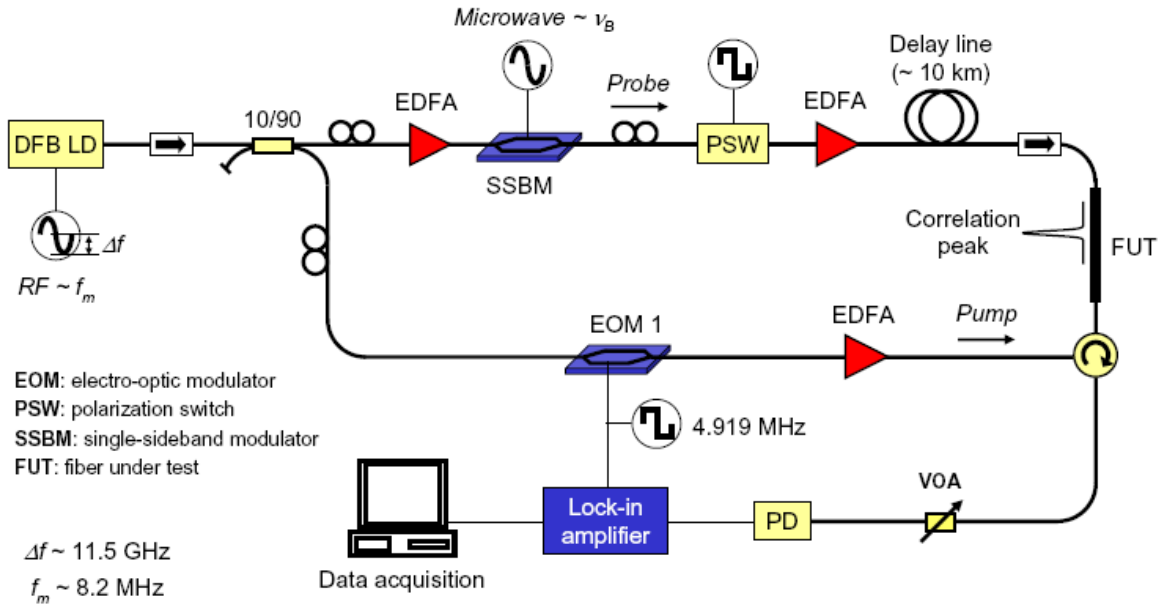 Microwave ~ νB
Delay line
(~ 10 km)
Probe
EDFA
EDFA
10/90
DFB LD
PSW
SSBM
Δf
RF ~ fm
Correlation
peak
FUT
EOM 1
EDFA
Pump
EOM: electro-optic modulator
PSW: polarization switch
SSBM: single-sideband modulator
FUT: fiber under test
4.919 MHz
VOA
Lock-in
amplifier
PD
Data acquisition
Δf ~ 11.5 GHz
fm ~ 8.2 MHz